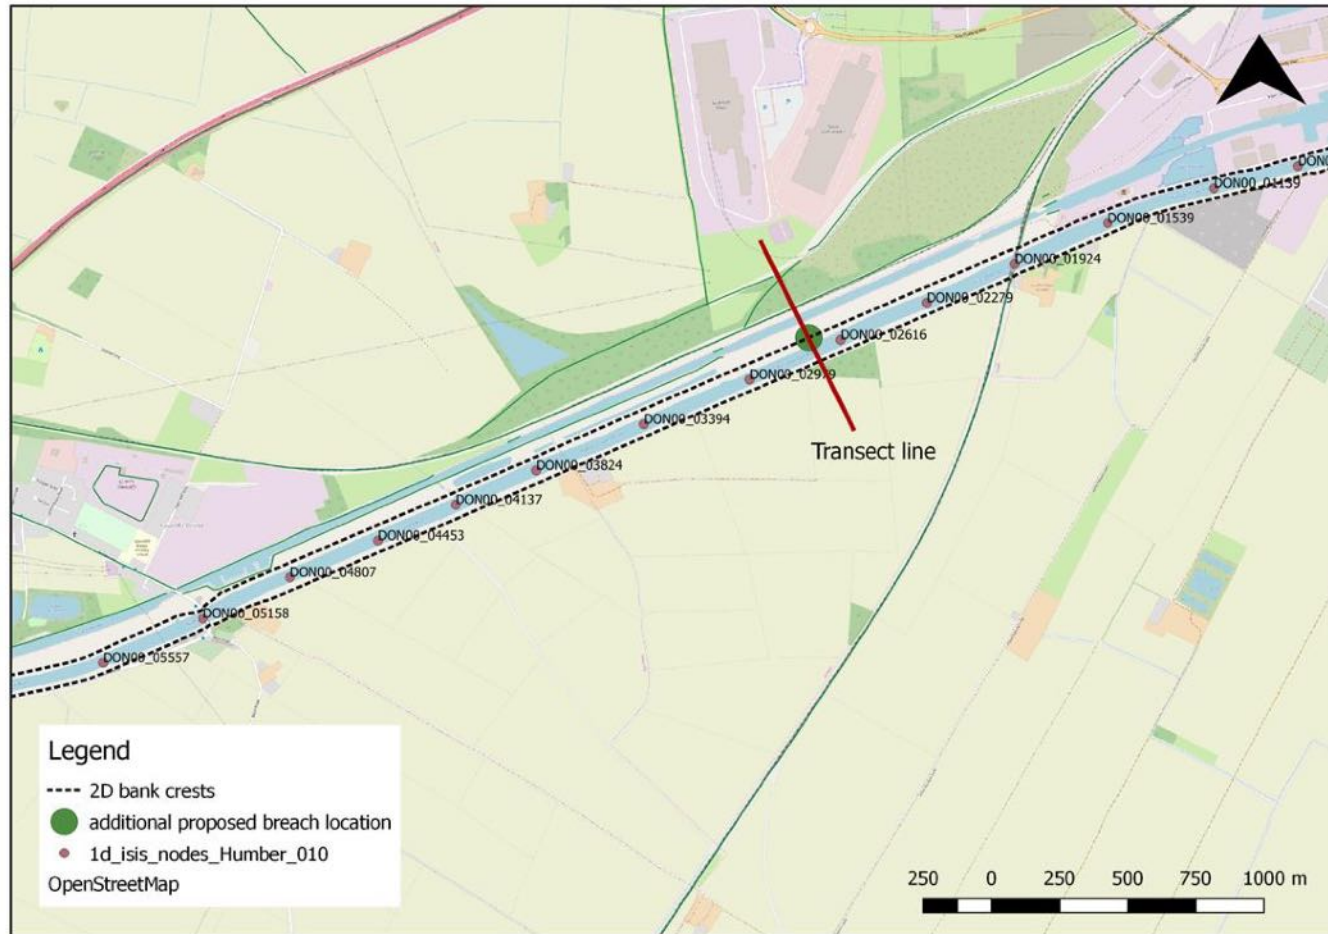 DON0
DON00_01139
DON00_01539
DON00_01924
DON00_02279
DON00_02616
DON00_02979
DON00_03394
Transect line
DON00_03824
DON00_04137
DON00_04453
DON00_04807
DON00_05158
DON00_05557
Legend
2D bank crests
additional proposed breach location
1d_isis_nodes_Humber_010
OpenStreetMap
250 0 250 500 750 1000 m